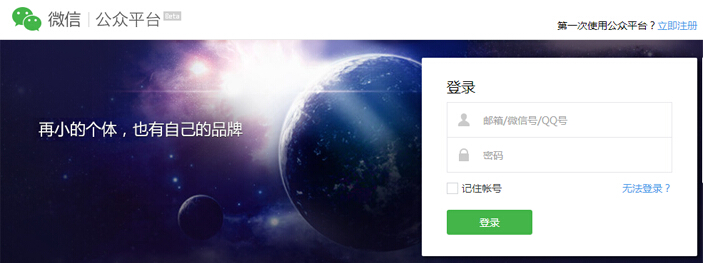 微信 | 公众平台 Beta
第一次使用公众平台？立即注册
再小的个体，也有自己的品牌
登录
邮箱/微信号/QQ号
密码
记住帐号 无法登录？
登录